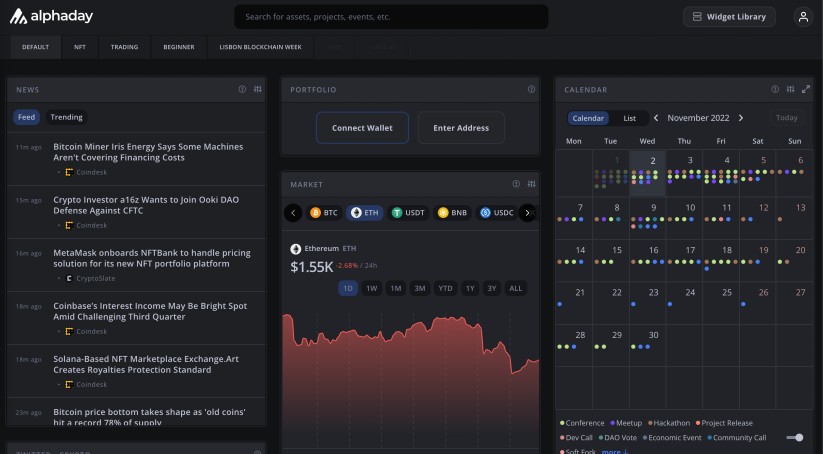 alphaday
Search for assets, projects, events, etc.
Widget Library
DEFAULT
NFT
TRADING
BEGINNER
LISBON BLOCKCHAIN WEEK
NEWS
Feed
Trending
11m ago
Bitcoin Miner Iris Energy Says Some Machines
Aren't Covering Financing Costs
Coindesk
15m ago
Crypto Investor a16z Wants to Join Ooki DAO
Defense Against CFTC
Coindesk
16m ago
MetaMask onboards NFTBank to handle pricing
solution for its new NFT portfolio platform
CryptoSlate
18m ago
Coinbase's Interest Income May Be Bright Spot
Amid Challenging Third Quarter
Coindesk
18m ago
Solana-Based NFT Marketplace Exchange.Art
Creates Royalties Protection Standard
Coindesk
23m ago
Bitcoin price bottom takes shape as 'old coins'
hit a record 78% of supply
PORTFOLIO
Connect Wallet
Enter Address
MARKET
BTC
ETH
USDT
BNB
USDC
Ethereum ETH
$1.55K -2.68% / 24h
1D 1W 1M 3M YTD 1Y 3Y ALL
CALENDAR
Calendar List
November 2022
Today
Mon Tue Wed Thu Fri Sat Sun
1 2 3 4 5 6
7 8 9 10 11 12 13
14 15 16 17 18 19 20
21 22 23 24 25 26 27
28 29 30
Conference Meetup Hackathon Project Release
Dev Call DAO Vote Economic Event Community Call
Soft Fork more ↓